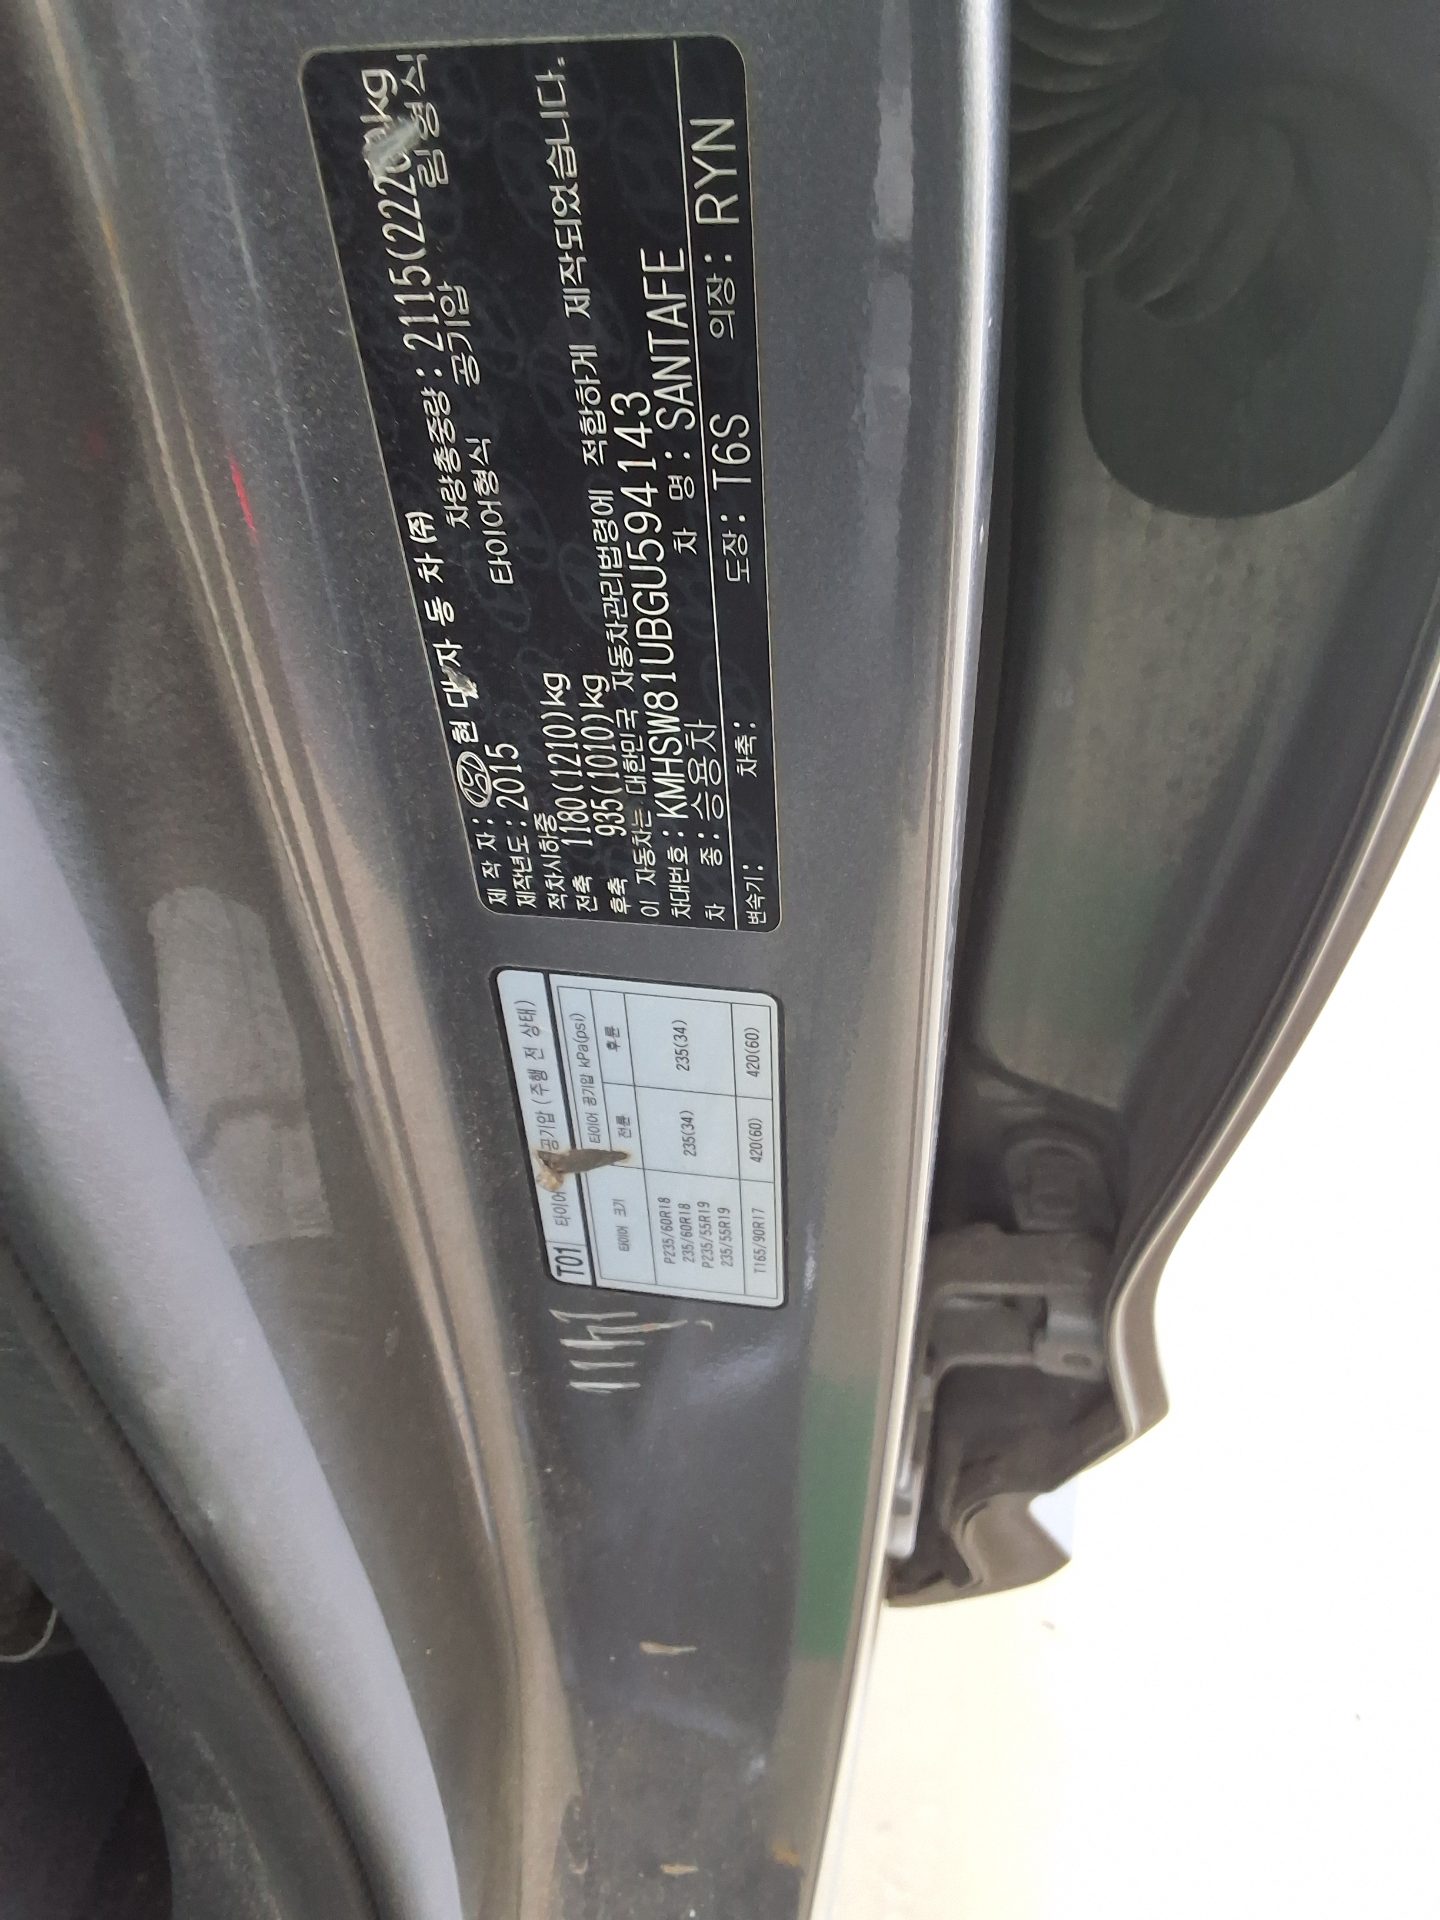 제 작 자 : 현 대 자 동 차 (주)
제작년도 : 2015 차량총중량 : 2115(222 kg
적차시하중 타이어형식 공기압 림 형식
전축 1180(1210)kg
후축 935(1010)kg
이 자동차는 대한민국 자동차관리법령에 적합하게 제작되었습니다.
차대번호 : KMHSW81UBGU594143
차 종 : 승용차 차 명 : SANTAFE
변속기 : 차축 : 도장 : T6S 의장 : RYN
T01 타이어 공기압 (주행 전 상태)
타이어 크기 타이어 공기압 kPa(psi)
전륜 후륜
P235/60R18
235/60R18
P235/55R19
235/55R19
235(34) 235(34)
T165/90R17 420(60) 420(60)